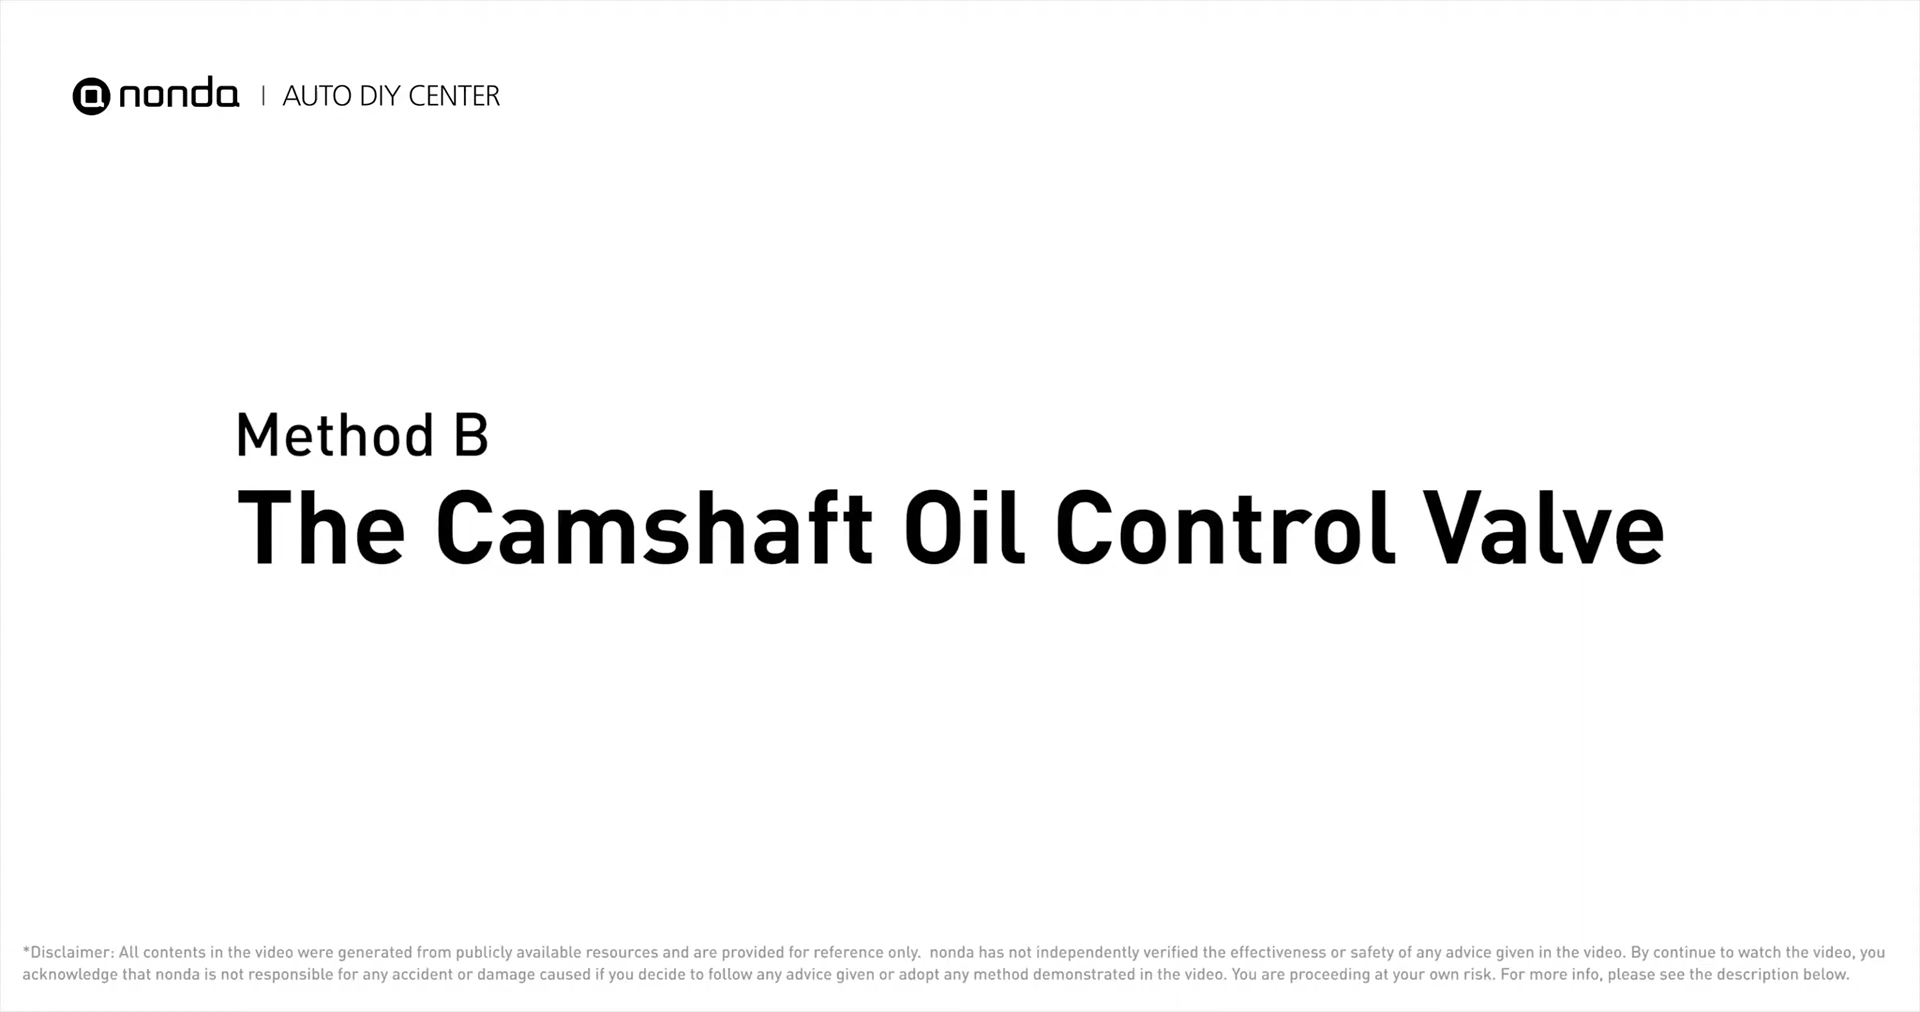 nonda | AUTO DIY CENTER
Method B
The Camshaft Oil Control Valve
*Disclaimer: All contents in the video were generated from publicly available resources and are provided for reference only.  nonda has not independently verified the effectiveness or safety of any advice given in the video. By continue to watch the video, you
acknowledge that nonda is not responsible for any accident or damage caused if you decide to follow any advice given or adopt any method demonstrated in the video. You are proceeding at your own risk. For more info, please see the description below.